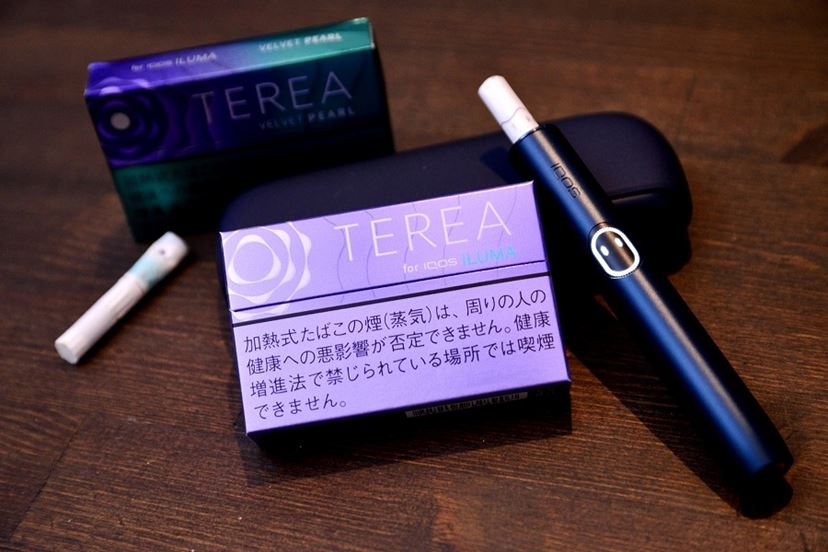 for IQOS ILUMA
VELVET PEARL
TEREA
VELVET PEARL
IQOS
TEREA
for IQOS ILUMA
加熱式たばこの煙(蒸気)は、周りの人の
健康への悪影響が否定できません。健康
増進法で禁じられている場所では喫煙
できません。